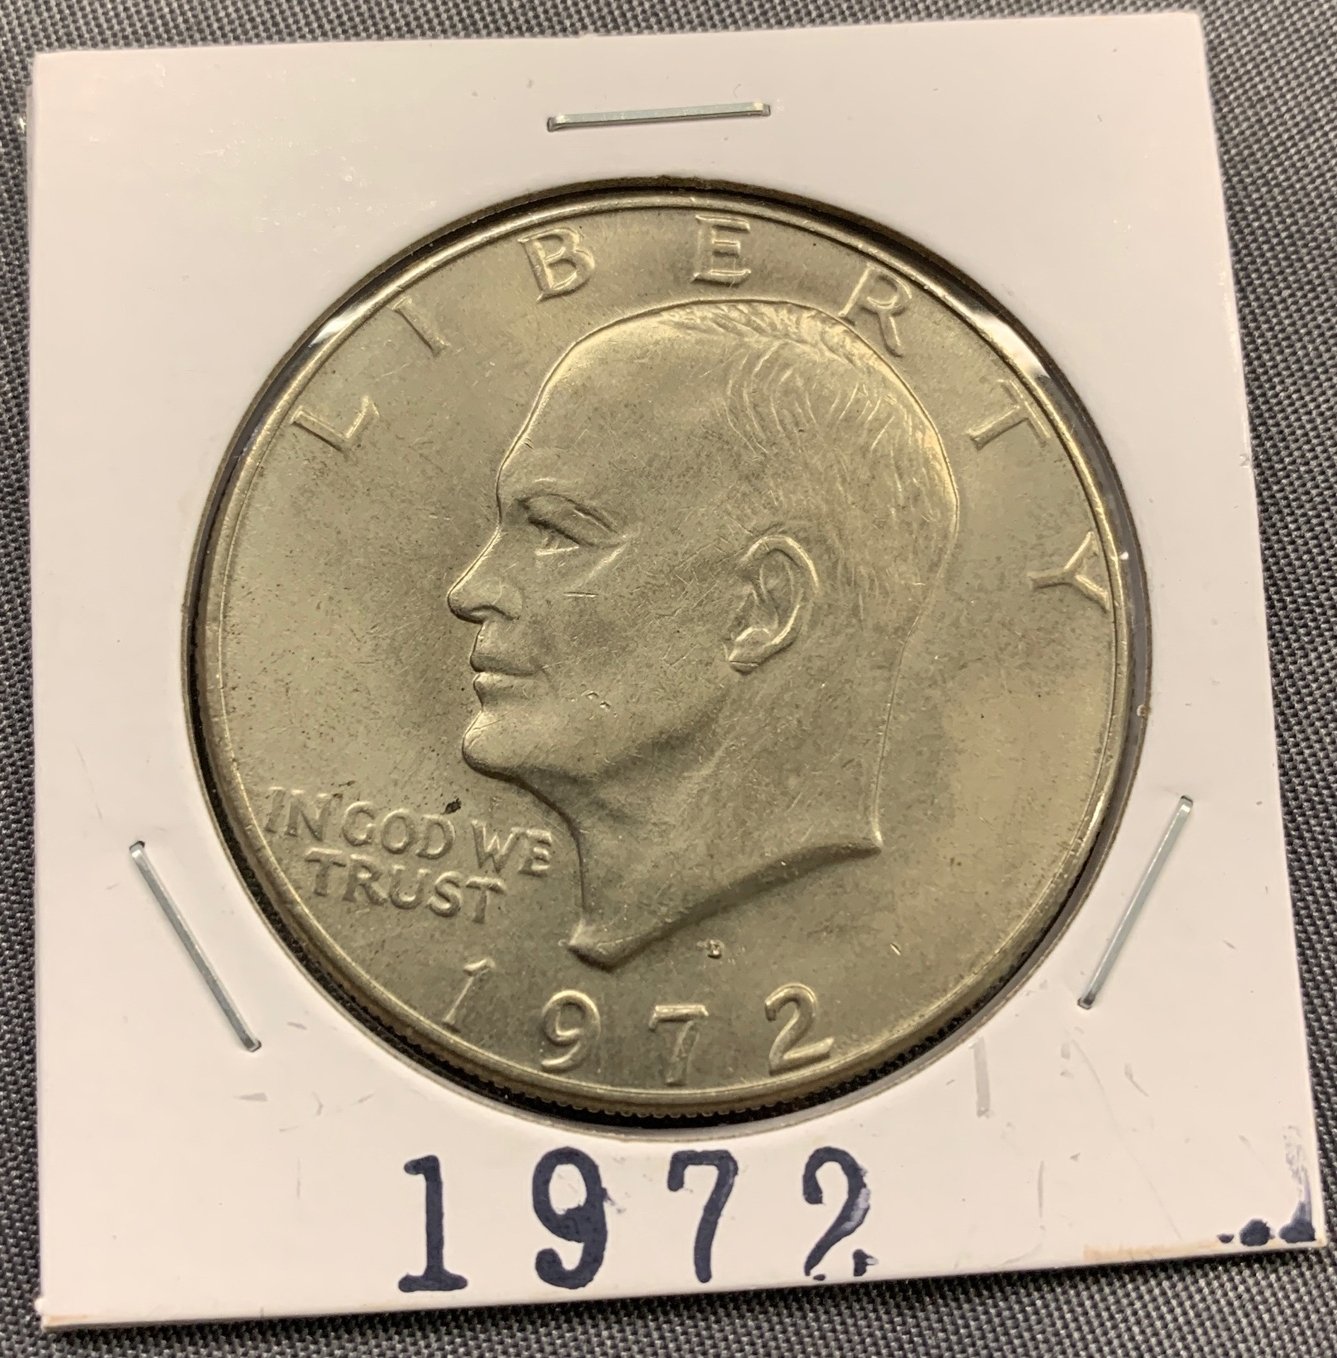 LIBERTY
IN GOD WE
TRUST
D
1972
1972